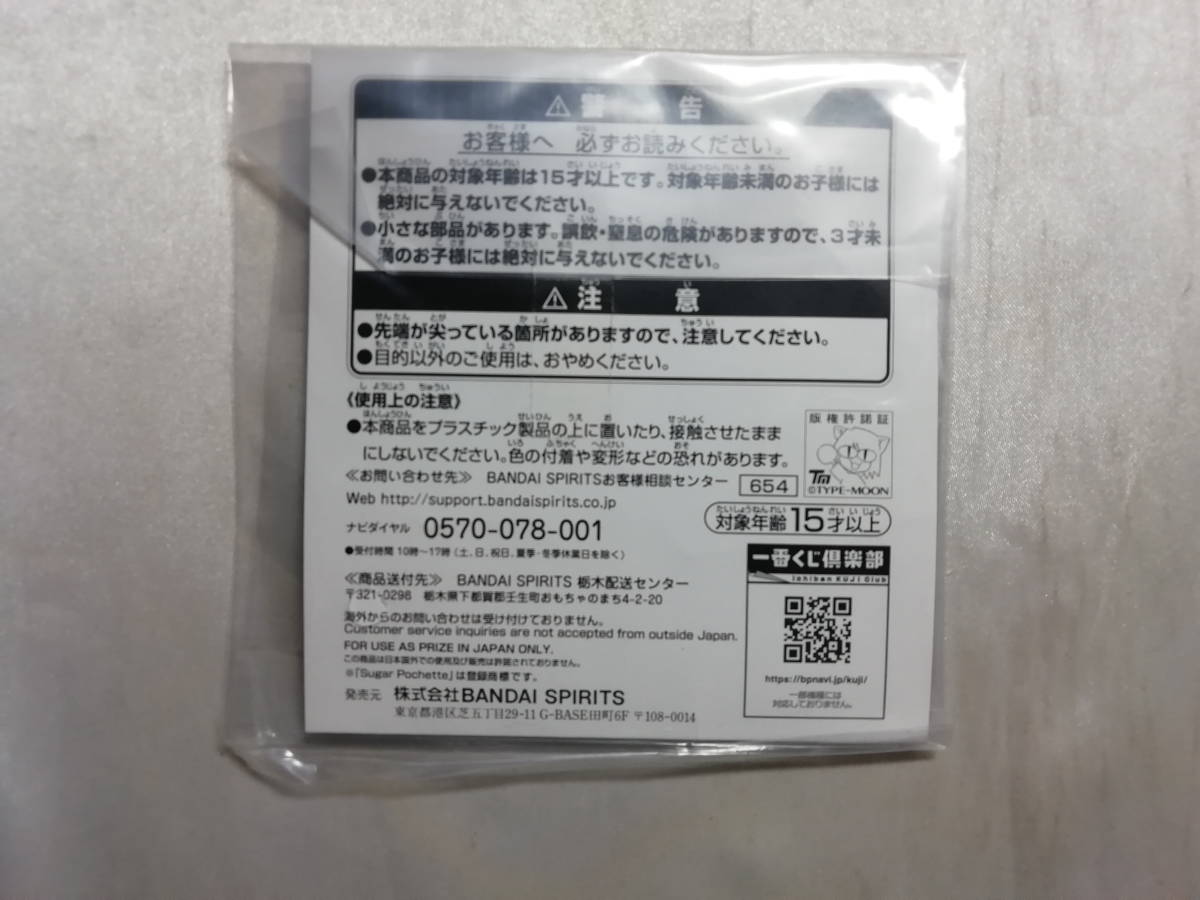 ⚠警告
お客様へ 必ずお読みください。
●本商品の対象年齢は15才以上です。対象年齢未満のお子様には
絶対に与えないでください。
●小さな部品があります。誤飲・窒息の危険がありますので、3才未
満のお子様には絶対に与えないでください。
⚠注意
●先端が尖っている箇所がありますので、注意してください。
●目的以外のご使用は、おやめください。
《使用上の注意》
●本商品をプラスチック製品の上に置いたり、接触させたまま
にしないでください。色の付着や変形などの恐れがあります。
≪お問い合わせ先≫ BANDAI SPIRITSお客様相談センター 654
Web http://support.bandaispirits.co.jp
ナビダイヤル 0570-078-001
●受付時間 10時〜17時(土、日、祝日、夏季・冬季休業日を除く)
≪商品送付先≫ BANDAI SPIRITS 栃木配送センター
〒321-0298 栃木県下都賀郡壬生町おもちゃのまち4-2-20
海外からのお問い合わせは受け付けておりません。
Customer service inquiries are not accepted from outside Japan.
FOR USE AS PRIZE IN JAPAN ONLY.
この商品は日本国外での使用及び販売は許諾されておりません。
※「Sugar Pochette」は登録商標です。
発売元 株式会社BANDAI SPIRITS
東京都港区芝五丁目29-11 G-BASE田町6F 〒108-0014
版権許諾証
TM
©TYPE-MOON
対象年齢15才以上
一番くじ倶楽部
Ichiban KUJI Club
https://bpnavi.jp/kuji/
一部機種には
対応しておりません。